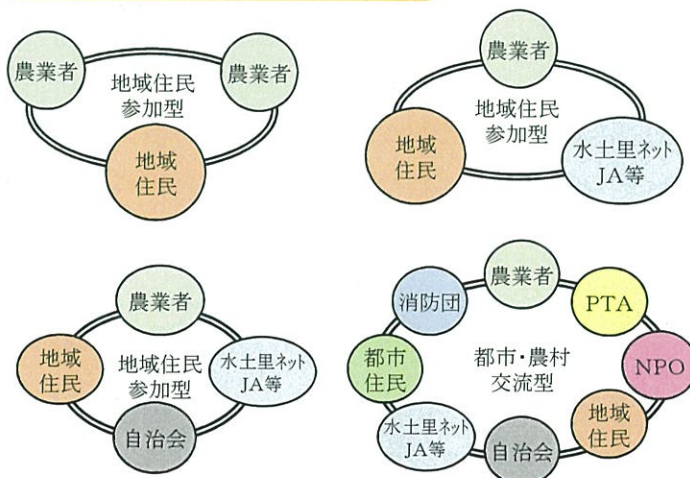 農業者
農業者
地域住民
参加型
地域
住民
農業者
地域住民
参加型
地域
住民
水土里ネット
JA等
農業者
地域
住民
地域住民
参加型
水土里ネット
JA等
自治会
農業者
消防団
PTA
都市
住民
都市・農村
交流型
NPO
水土里ネット
JA等
自治会
地域
住民